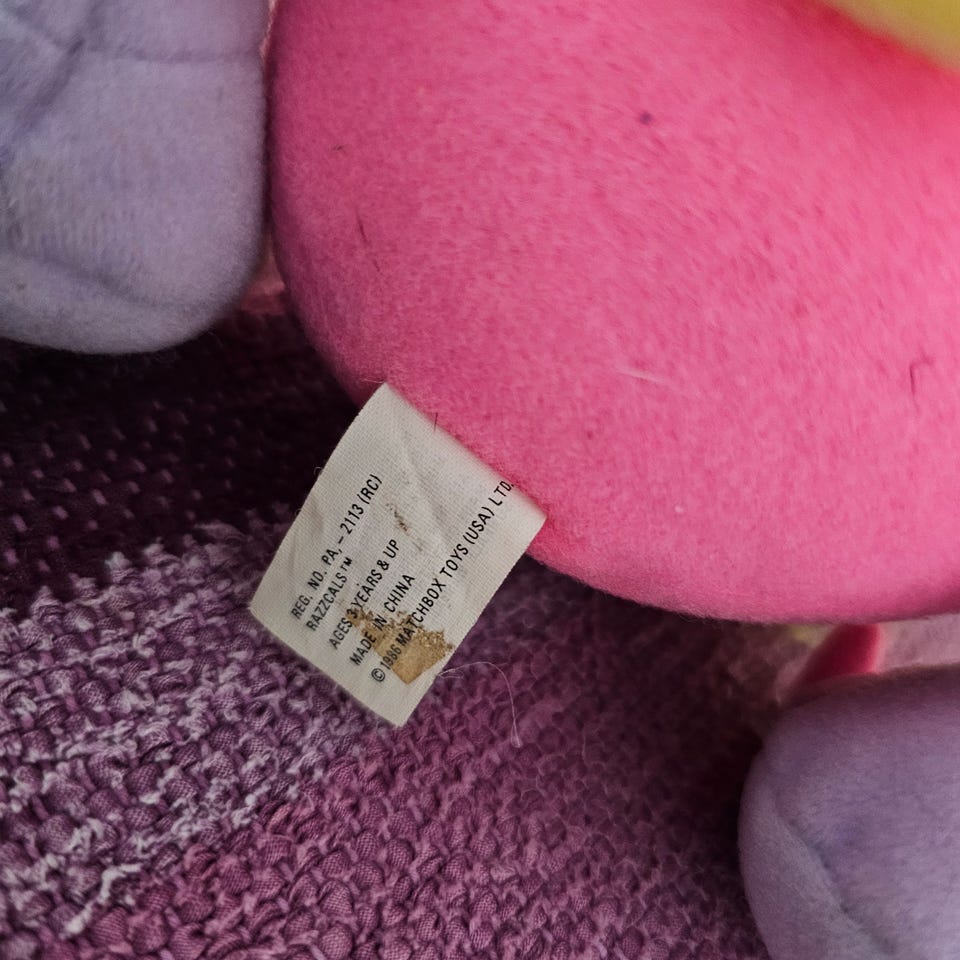 REG. NO. PA, – 2113 (RC)
RAZZCALS™
AGES 3 YEARS & UP
MADE IN CHINA
© 1986 MATCHBOX TOYS (USA) LTD.